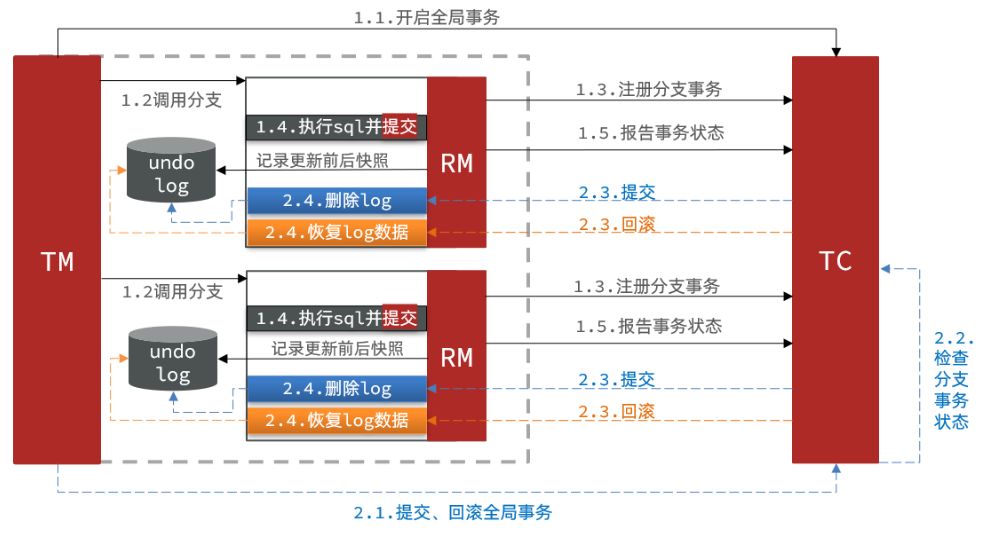 1.1.开启全局事务
TM
1.2调用分支
1.3.注册分支事务
1.4.执行sql并提交
1.5.报告事务状态
undo
log
记录更新前后快照
RM
2.4.删除log
2.3.提交
2.4.恢复log数据
2.3.回滚
TC
1.2调用分支
1.3.注册分支事务
1.4.执行sql并提交
1.5.报告事务状态
undo
log
记录更新前后快照
RM
2.4.删除log
2.3.提交
2.4.恢复log数据
2.3.回滚
2.2.
检查
分支
事务
状态
2.1.提交、回滚全局事务